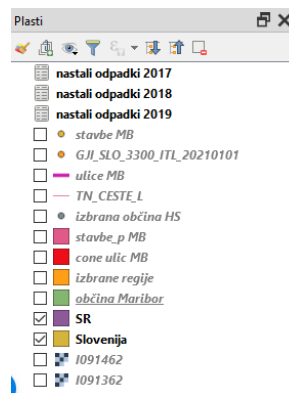 Plasti
nastali odpadki 2017
nastali odpadki 2018
nastali odpadki 2019
stavbe MB
GJI_SLO_3300_ITL_20210101
ulice MB
TN_CESTE_L
izbrana občina HS
stavbe_p MB
cone ulic MB
izbrane regije
občina Maribor
SR
Slovenija
I091462
I091362